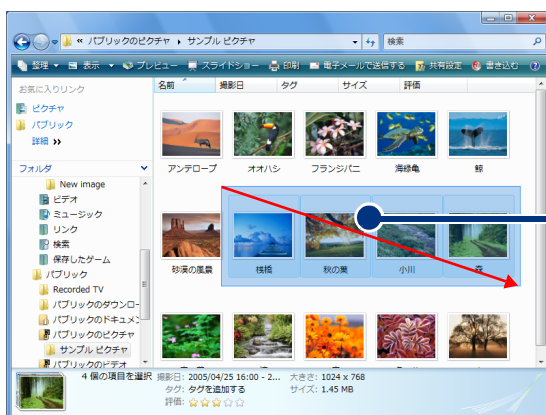 « パブリックのピクチャ ▸ サンプル ピクチャ
検索
整理 表示 プレビュー スライドショー 印刷 電子メールで送信する 共有設定 書き込む
お気に入りリンク
ピクチャ
パブリック
詳細 »
フォルダ
New image
ビデオ
ミュージック
リンク
検索
保存したゲーム
パブリック
Recorded TV
パブリックのダウンロ
パブリックのドキュメン
パブリックのピクチャ
サンプル ピクチャ
パブリックのビデオ
名前 撮影日 タグ サイズ 評価
アンテロープ オオハシ フランジパニ 海緑亀 鯨
砂漠の風景 桟橋 秋の葉 小川 森
4 個の項目を選択
撮影日: 2005/04/25 16:00 - 2... 大きさ: 1024 x 768
タグ: タグを追加する サイズ: 1.45 MB
評価: